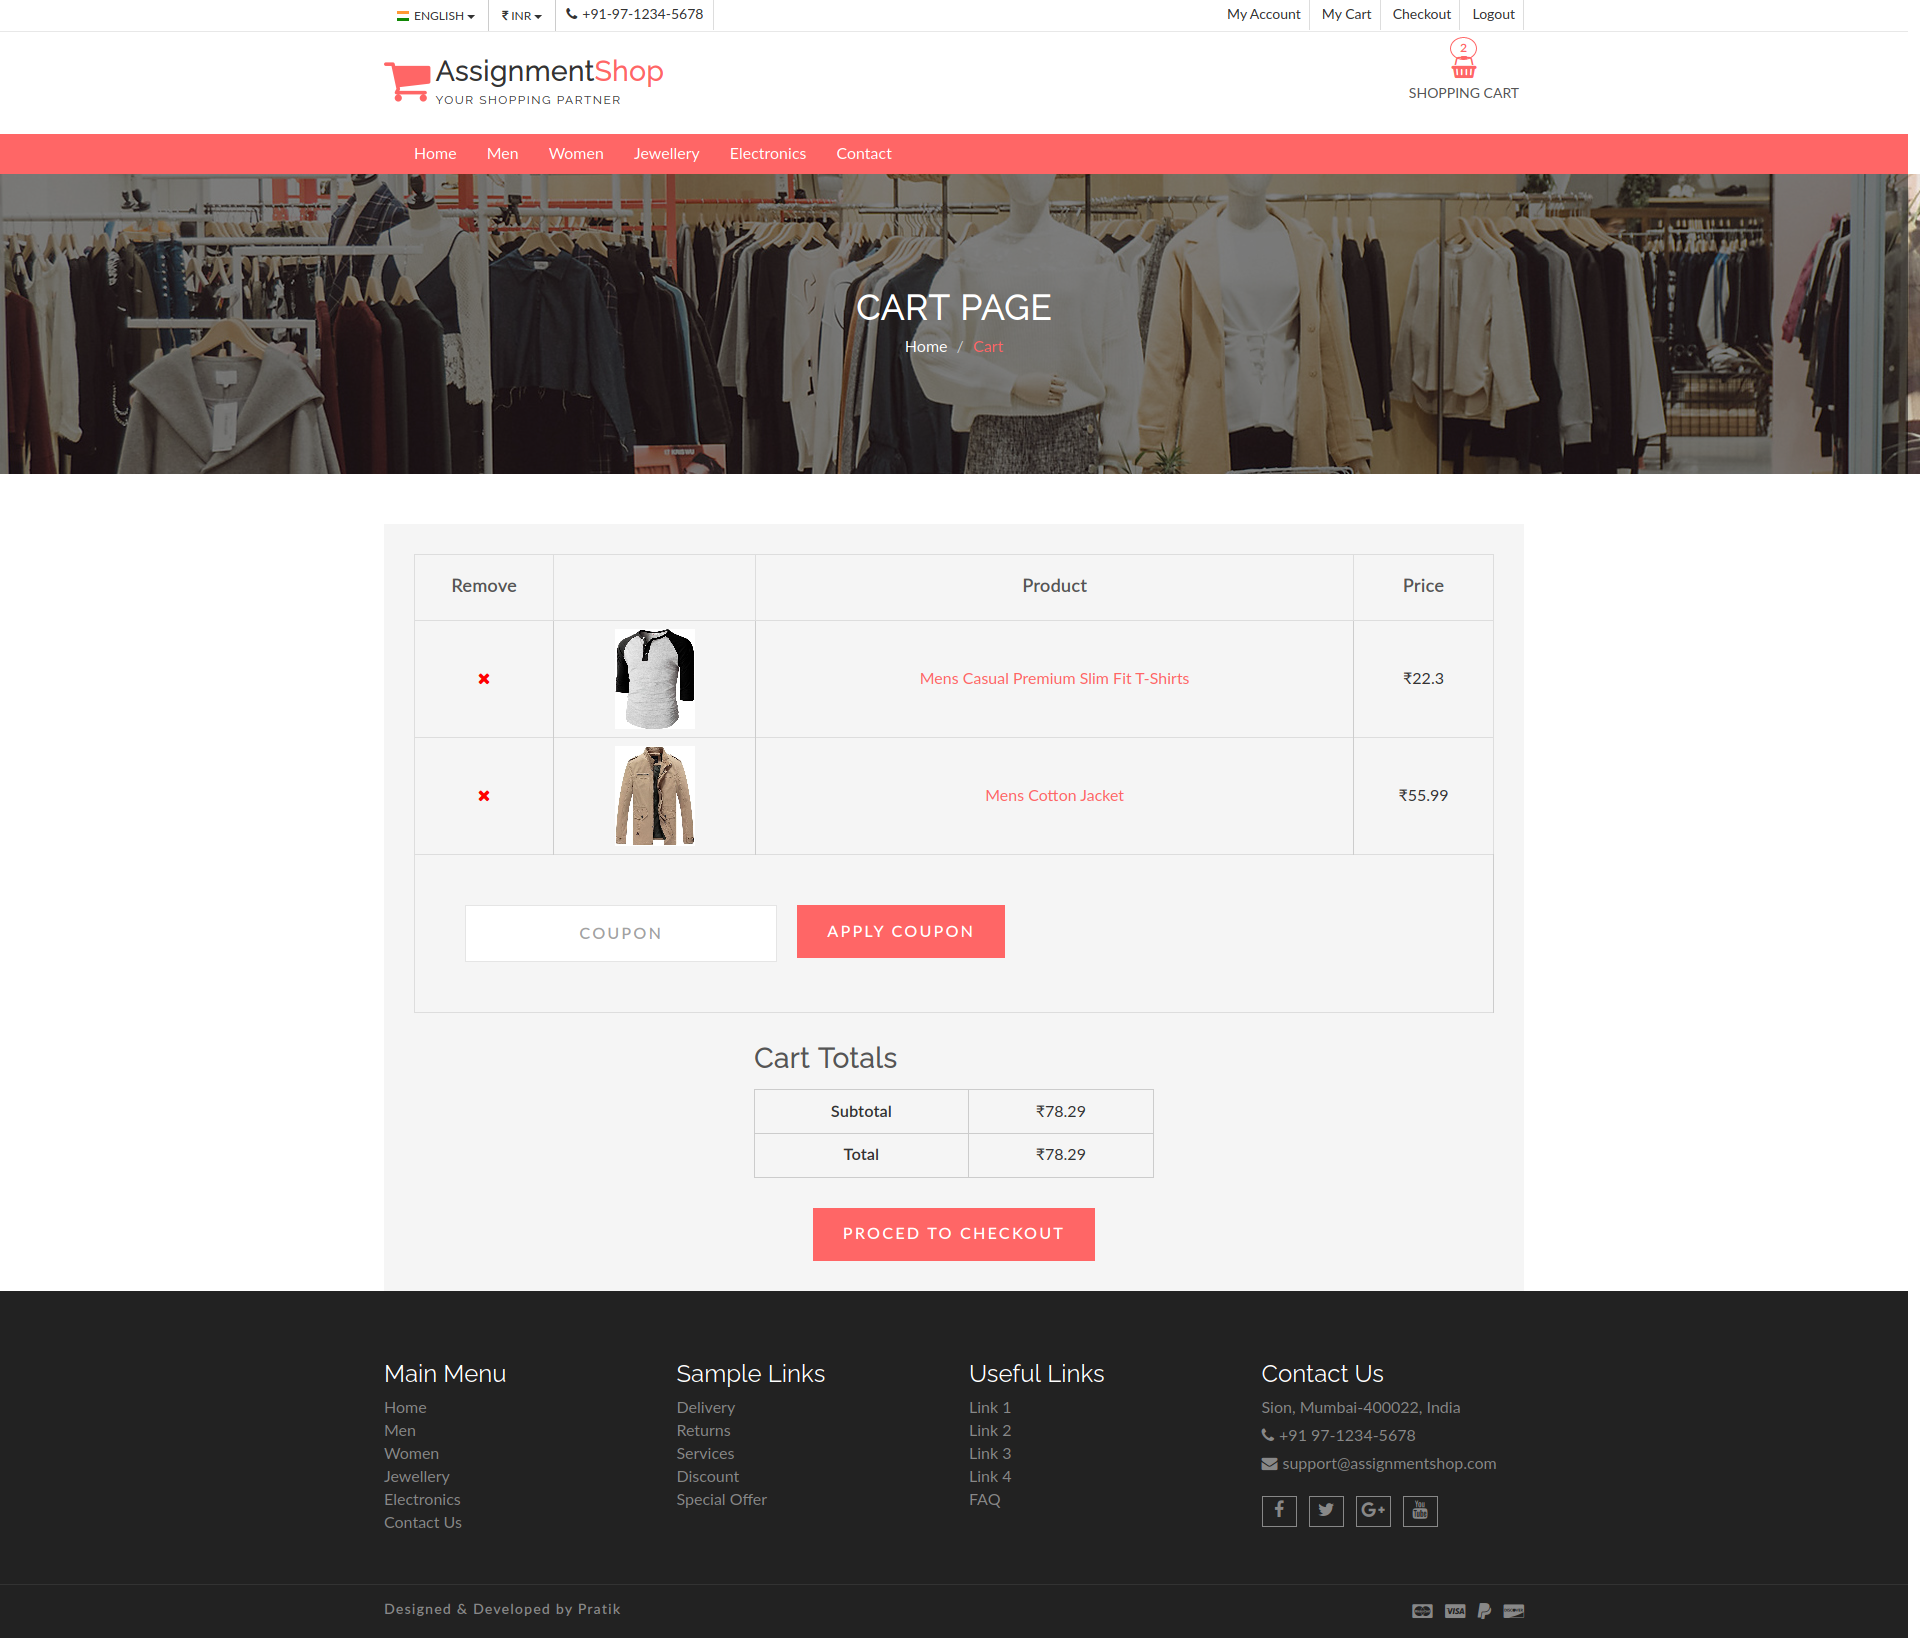 ENGLISH ₹ INR +91-97-1234-5678 My Account My Cart Checkout Logout
2
AssignmentShop
YOUR SHOPPING PARTNER
SHOPPING CART
Home Men Women Jewellery Electronics Contact
CART PAGE
Home / Cart
Remove Product Price
Mens Casual Premium Slim Fit T-Shirts ₹22.3
Mens Cotton Jacket ₹55.99
COUPON APPLY COUPON
Cart Totals
Subtotal ₹78.29
Total ₹78.29
PROCED TO CHECKOUT
Main Menu
Home
Men
Women
Jewellery
Electronics
Contact Us
Sample Links
Delivery
Returns
Services
Discount
Special Offer
Useful Links
Link 1
Link 2
Link 3
Link 4
FAQ
Contact Us
Sion, Mumbai-400022, India
+91 97-1234-5678
support@assignmentshop.com
f G+ You Tube
Designed & Developed by Pratik
VISA